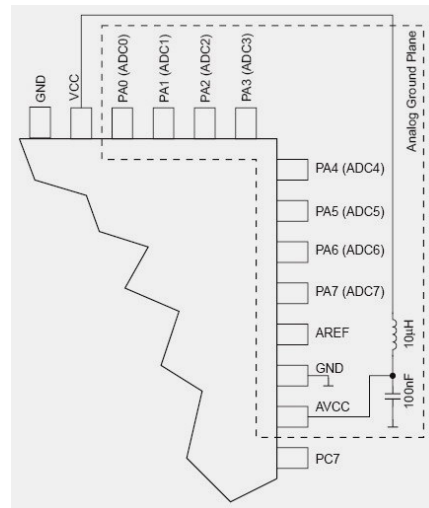 GND
VCC
PA0 (ADC0)
PA1 (ADC1)
PA2 (ADC2)
PA3 (ADC3)
Analog Ground Plane
PA4 (ADC4)
PA5 (ADC5)
PA6 (ADC6)
PA7 (ADC7)
AREF
10µH
GND
AVCC
100nF
PC7